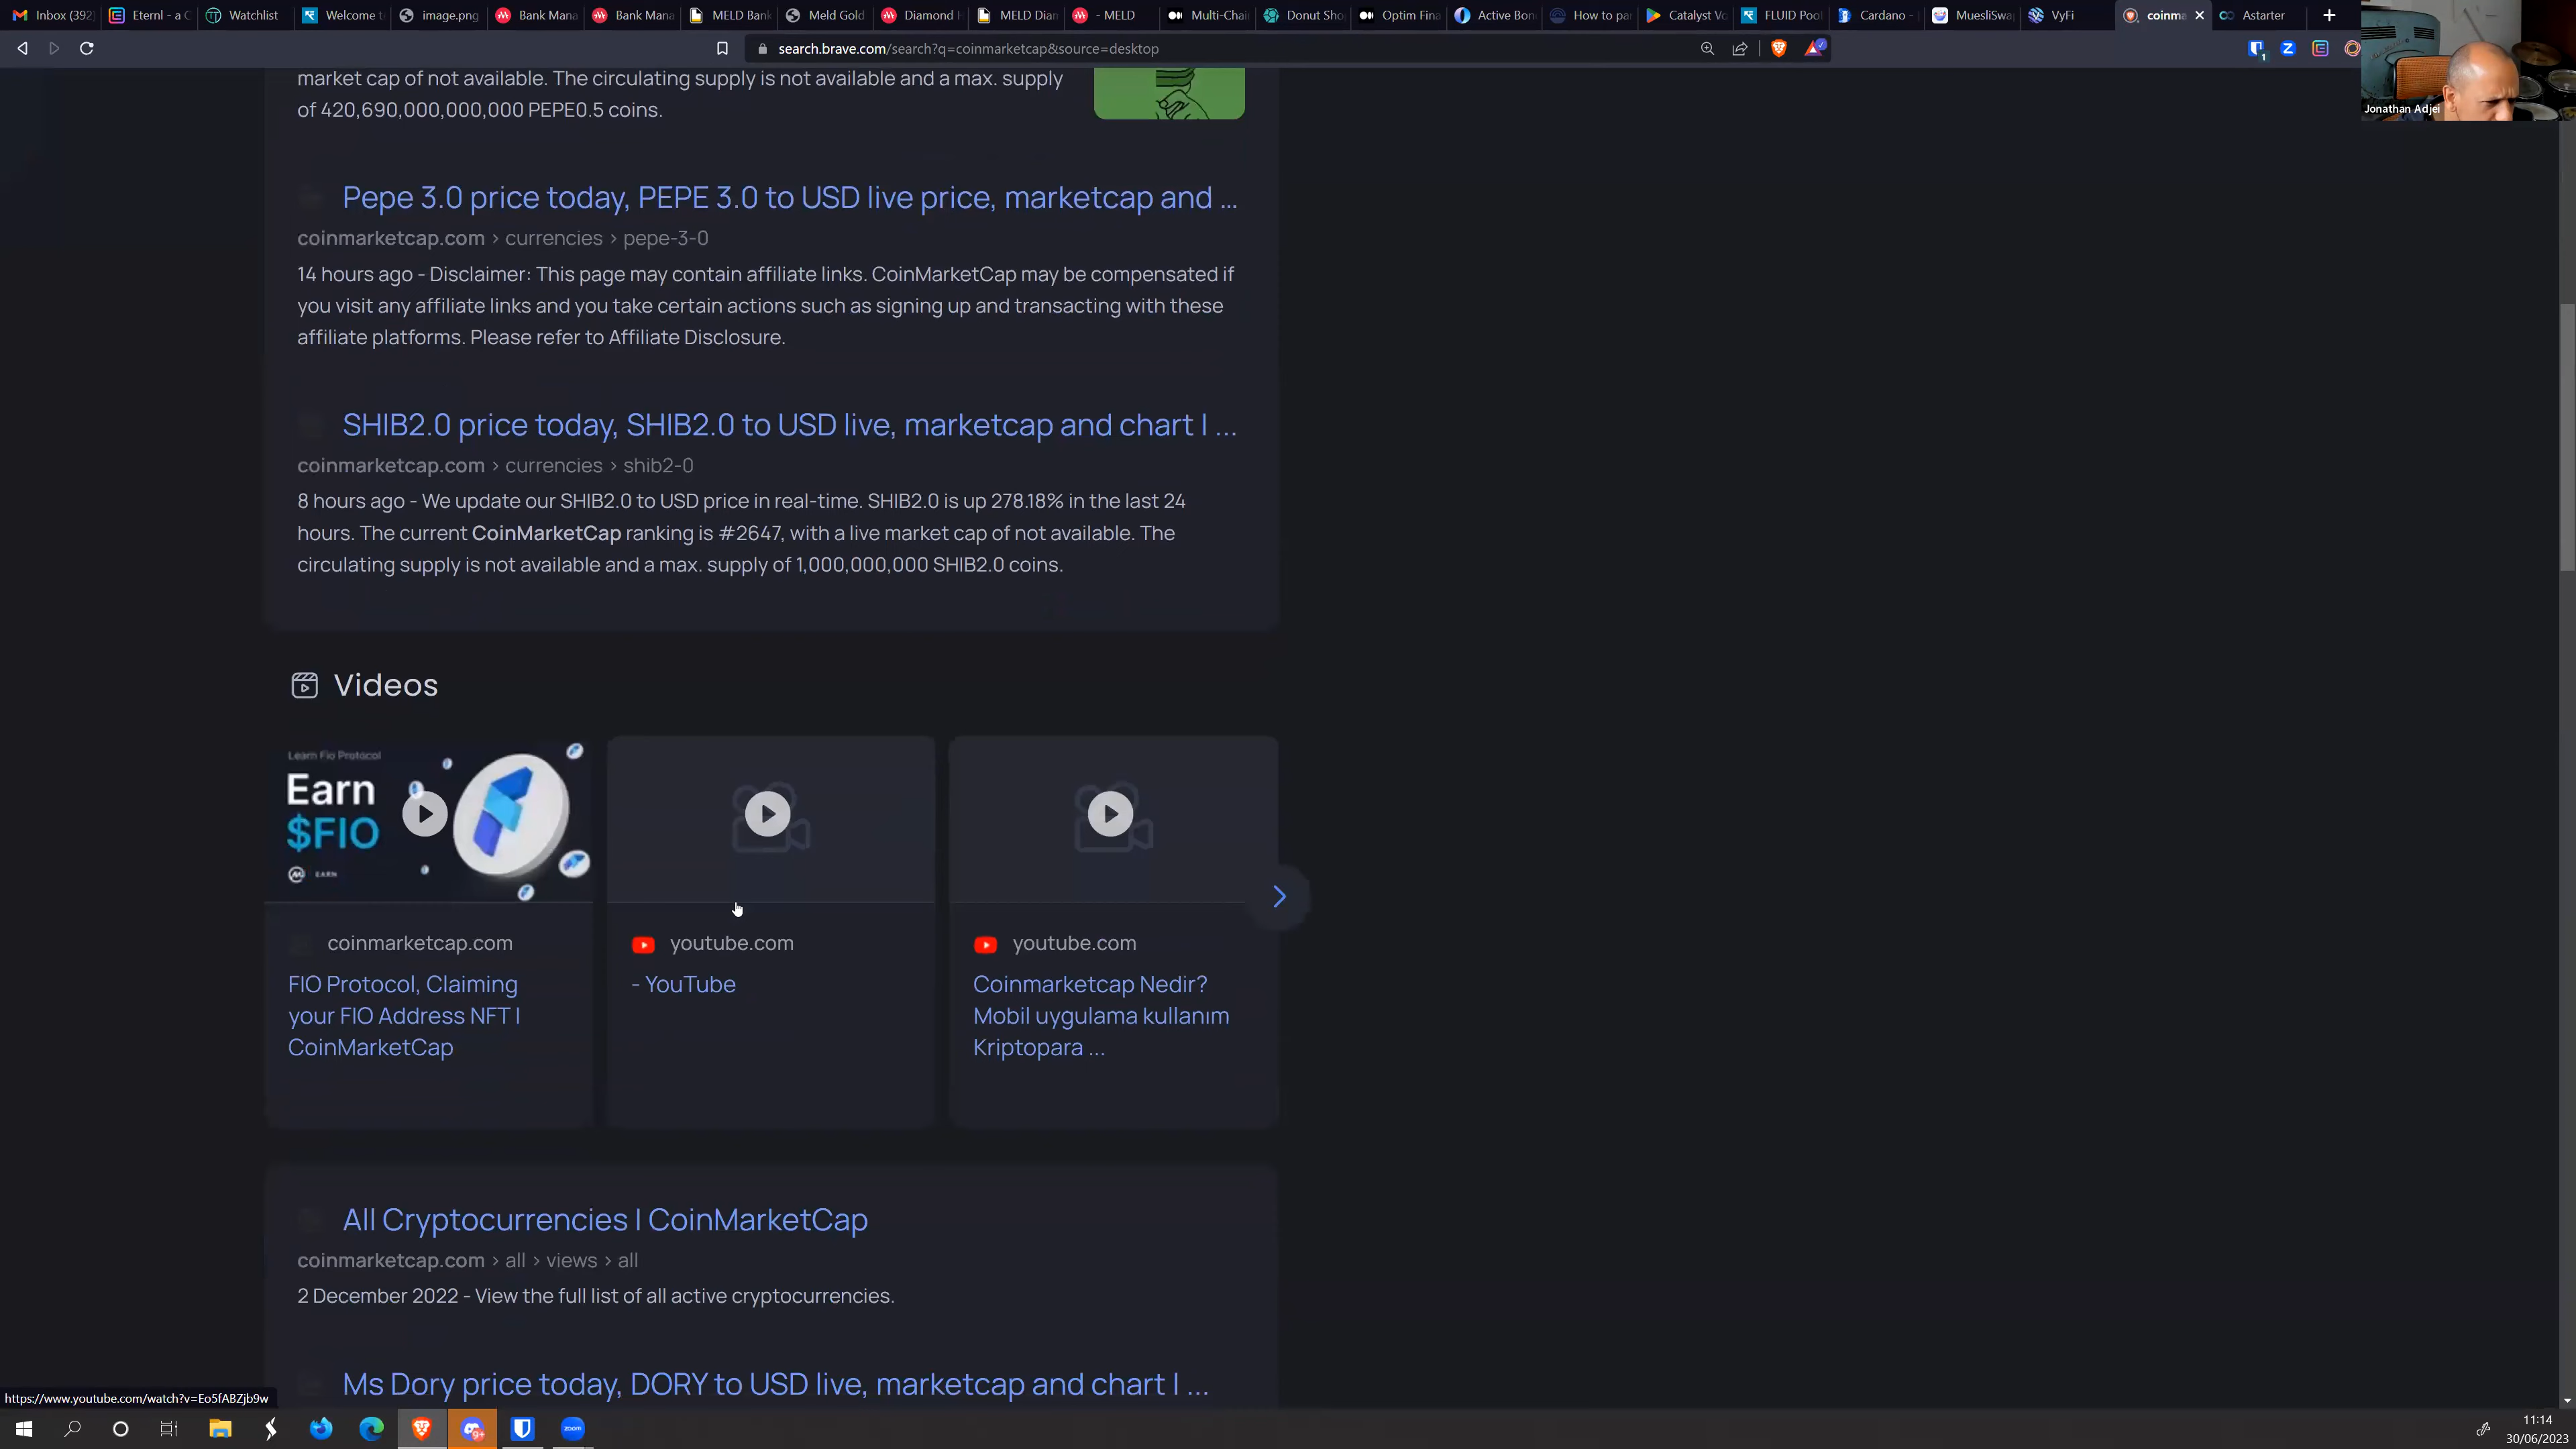 Inbox (392)
Eternl - a C
Watchlist
Welcome t
image.png
Bank Mana
Bank Mana
MELD Bank
Meld Gold
Diamond H
MELD Dian
- MELD
Multi-Chai
Donut Sho
Optim Fina
Active Bon
How to pa
Catalyst Vo
FLUID Pool
Cardano -
MuesliSwa
VyFi
coinma
Astarter
search.brave.com/search?q=coinmarketcap&source=desktop
Jonathan Adjei
market cap of not available. The circulating supply is not available and a max. supply
of 420,690,000,000,000 PEPE0.5 coins.
Pepe 3.0 price today, PEPE 3.0 to USD live price, marketcap and ...
coinmarketcap.com › currencies › pepe-3-0
14 hours ago - Disclaimer: This page may contain affiliate links. CoinMarketCap may be compensated if
you visit any affiliate links and you take certain actions such as signing up and transacting with these
affiliate platforms. Please refer to Affiliate Disclosure.
SHIB2.0 price today, SHIB2.0 to USD live, marketcap and chart | ...
coinmarketcap.com › currencies › shib2-0
8 hours ago - We update our SHIB2.0 to USD price in real-time. SHIB2.0 is up 278.18% in the last 24
hours. The current CoinMarketCap ranking is #2647, with a live market cap of not available. The
circulating supply is not available and a max. supply of 1,000,000,000 SHIB2.0 coins.
Videos
Learn Fio Protocol
Earn
$FIO
EARN
coinmarketcap.com
FIO Protocol, Claiming
your FIO Address NFT |
CoinMarketCap
youtube.com
- YouTube
youtube.com
Coinmarketcap Nedir?
Mobil uygulama kullanım
Kriptopara ...
All Cryptocurrencies | CoinMarketCap
coinmarketcap.com › all › views › all
2 December 2022 - View the full list of all active cryptocurrencies.
Ms Dory price today, DORY to USD live, marketcap and chart | ...
https://www.youtube.com/watch?v=Eo5fABZjb9w
9+
zoom
11:14
30/06/2023